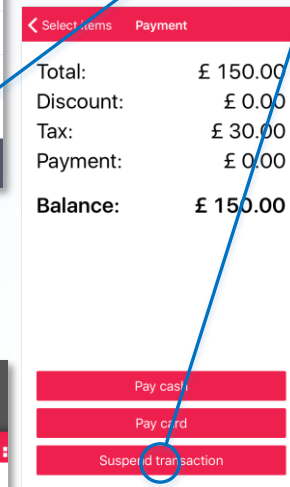 Select items Payment
Total: £ 150.00
Discount: £ 0.00
Tax: £ 30.00
Payment: £ 0.00
Balance: £ 150.00
Pay cash
Pay card
Suspend transaction